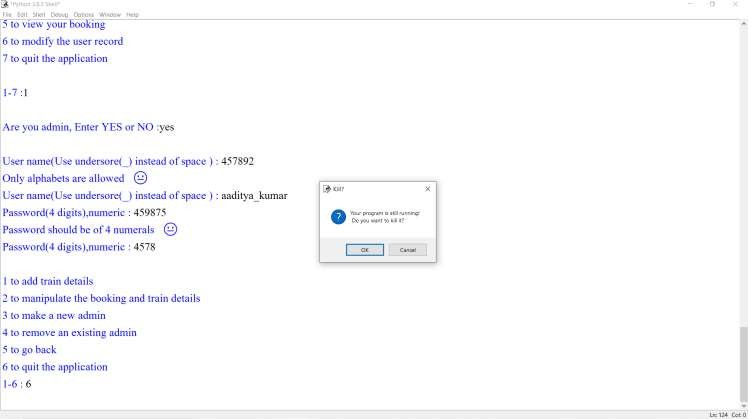 *Python 3.8.5 Shell*
File Edit Shell Debug Options Window Help
5 to view your booking
6 to modify the user record
7 to quit the application
1-7 :1
Are you admin, Enter YES or NO :yes
User name(Use undersore(_) instead of space ) : 457892
Only alphabets are allowed
User name(Use undersore(_) instead of space ) : aaditya_kumar
Password(4 digits),numeric : 459875
Password should be of 4 numerals
Password(4 digits),numeric : 4578
1 to add train details
2 to manipulate the booking and train details
3 to make a new admin
4 to remove an existing admin
5 to go back
6 to quit the application
1-6 : 6
Kill?
Your program is still running!
Do you want to kill it?
OK Cancel
Ln: 124 Col: 0